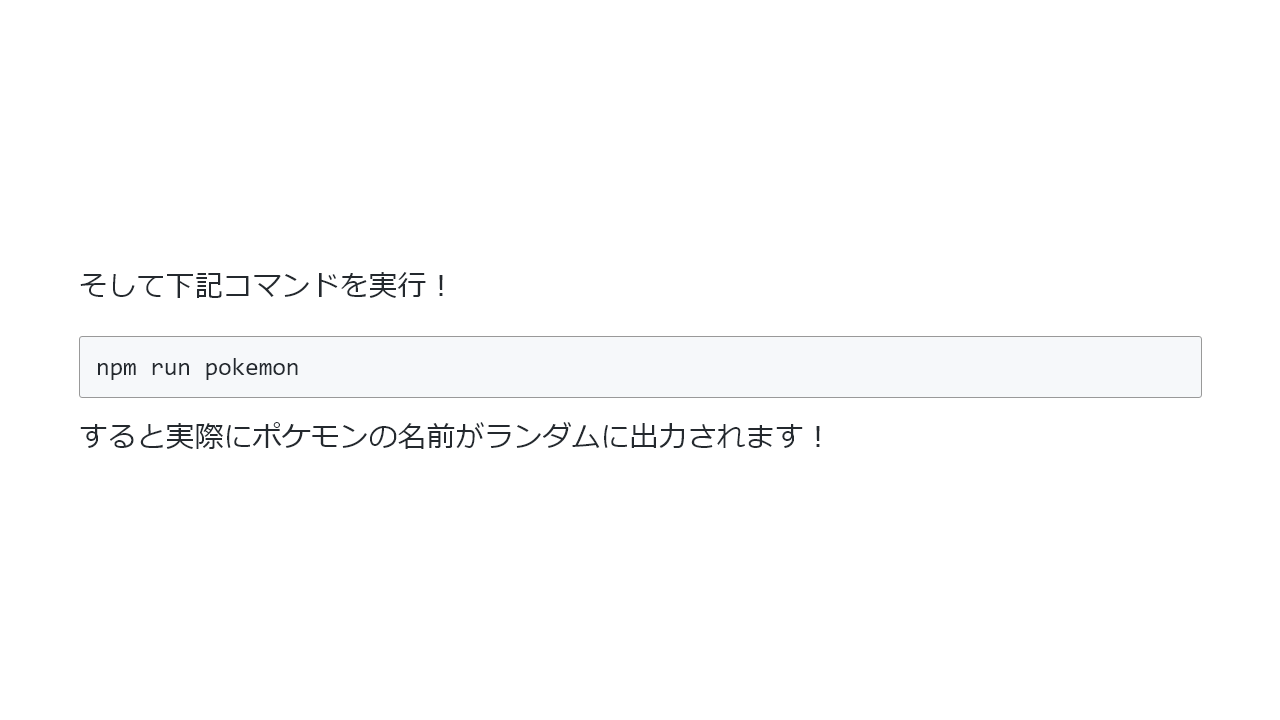 そして下記コマンドを実行！
npm run pokemon
すると実際にポケモンの名前がランダムに出力されます！